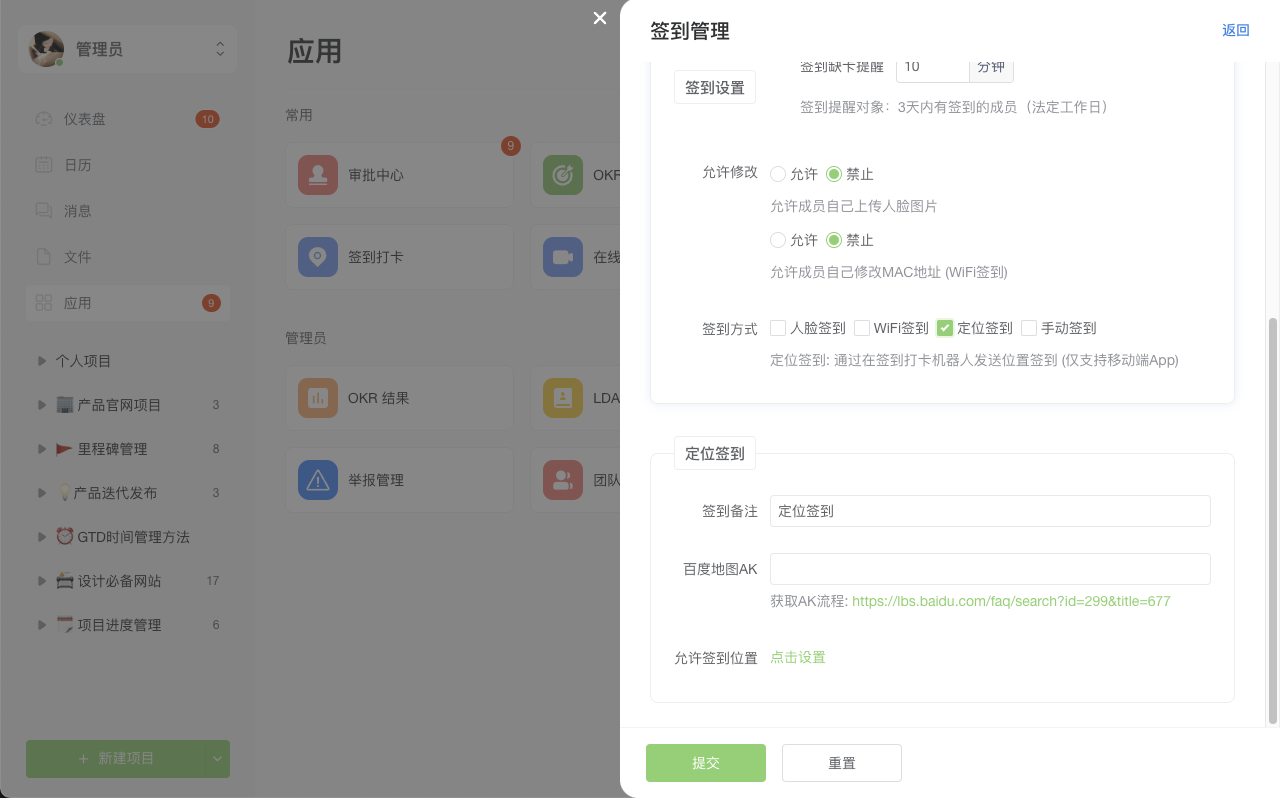 管理员
仪表盘 10
日历
消息
文件
应用 9
个人项目
产品官网项目 3
里程碑管理 8
产品迭代发布 3
GTD时间管理方法
设计必备网站 17
项目进度管理 6
+ 新建项目
应用
常用
9
审批中心
OKR
签到打卡
在线
管理员
OKR 结果
LDA
举报管理
团队
签到管理
返回
签到设置
签到缺卡提醒 10 分钟
签到提醒对象：3天内有签到的成员（法定工作日）
允许修改 允许 禁止
允许成员自己上传人脸图片
允许 禁止
允许成员自己修改MAC地址 (WiFi签到)
签到方式 人脸签到 WiFi签到 定位签到 手动签到
定位签到: 通过在签到打卡机器人发送位置签到 (仅支持移动端App)
定位签到
签到备注 定位签到
百度地图AK
获取AK流程: https://lbs.baidu.com/faq/search?id=299&title=677
允许签到位置 点击设置
提交 重置